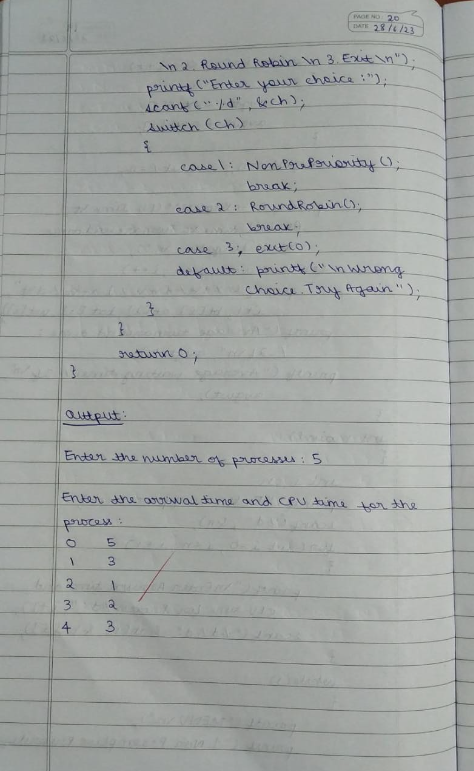 PAGE NO: 20
DATE 28/6/23
\n 2. Round Robin \n 3. Exit \n");
printf("Enter your choice :");
scanf("%d", &ch);
switch (ch)
{
case 1: NonPrePriority ();
break;
case 2: RoundRobin();
break;
case 3; exit(0);
default: printf("\n Wrong
Choice. Try Again");
}
}
return 0;
}
Output:
Enter the number of processes: 5
Enter the arrival time and CPU time for the
process:
0 5
1 3
2 1
3 2
4 3